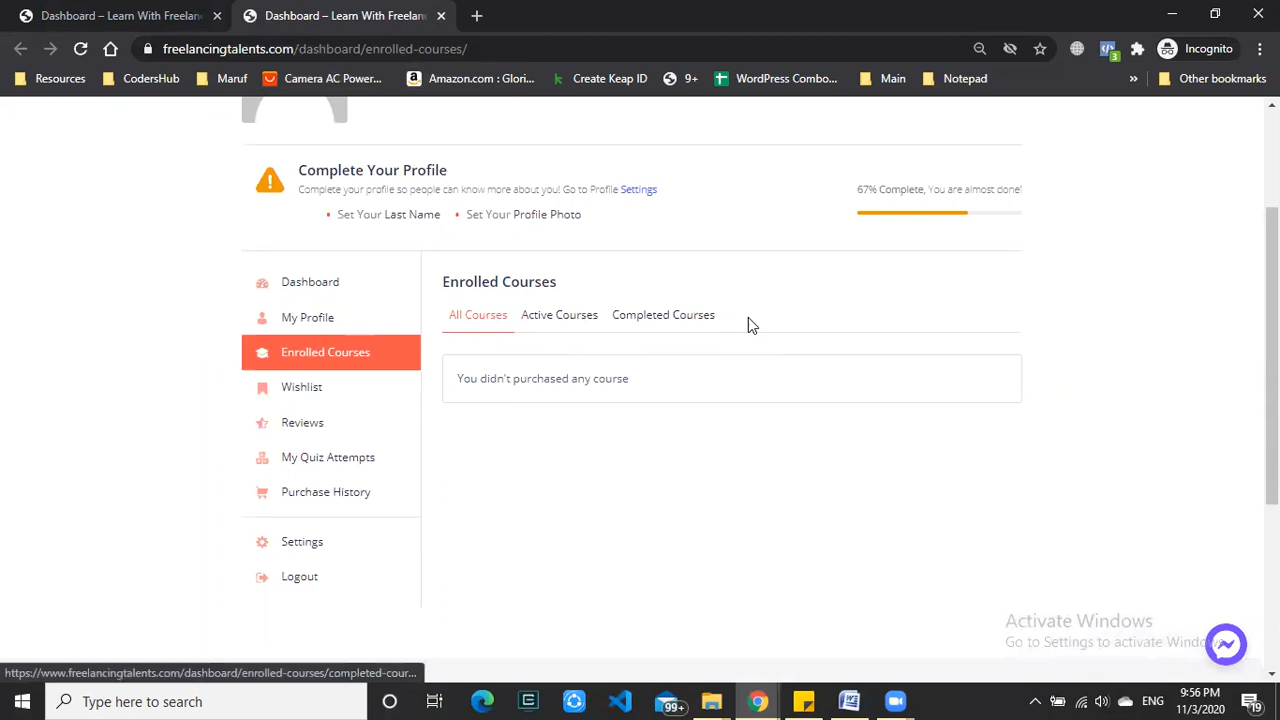 Dashboard – Learn With Freelanc
Dashboard – Learn With Freelanc
freelancingtalents.com/dashboard/enrolled-courses/
3
Incognito
Resources
CodersHub
Maruf
Camera AC Power...
Amazon.com : Glori...
Create Keap ID
9+
WordPress Combo...
Main
Notepad
»
Other bookmarks
Complete Your Profile
Complete your profile so people can know more about you! Go to Profile Settings
67% Complete, You are almost done!
• Set Your Last Name • Set Your Profile Photo
Dashboard
My Profile
Enrolled Courses
Wishlist
Reviews
My Quiz Attempts
Purchase History
Settings
Logout
Enrolled Courses
All Courses Active Courses Completed Courses
You didn't purchased any course
Activate Windows
Go to Settings to activate Windows.
https://www.freelancingtalents.com/dashboard/enrolled-courses/completed-cour...
Type here to search
99+
ENG
9:56 PM
11/3/2020
19